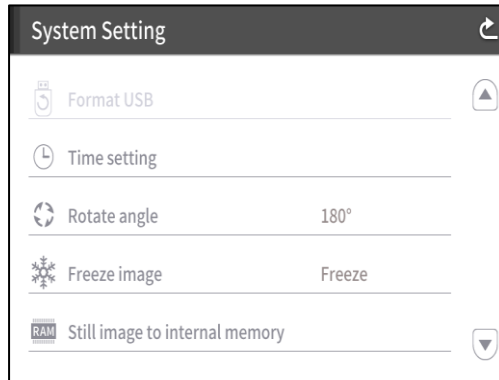 System Setting
Format USB
Time setting
Rotate angle 180°
Freeze image Freeze
RAM Still image to internal memory